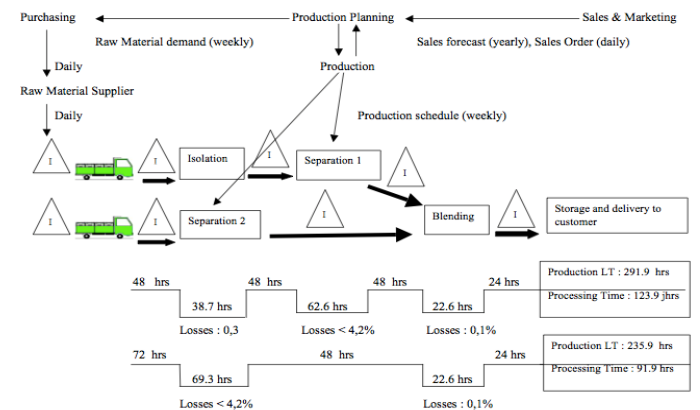 Purchasing
Production Planning
Sales & Marketing
Raw Material demand (weekly)
Sales forecast (yearly), Sales Order (daily)
Daily
Production
Raw Material Supplier
Daily
Production schedule (weekly)
I
I
Isolation
I
Separation 1
I
I
I
Separation 2
I
Blending
I
Storage and delivery to
customer
48 hrs
48 hrs
48 hrs
24 hrs
Production LT : 291.9 hrs
Processing Time : 123.9 jhrs
38.7 hrs
62.6 hrs
22.6 hrs
Losses : 0,3
Losses < 4,2%
Losses : 0,1%
72 hrs
48 hrs
24 hrs
Production LT : 235.9 hrs
Processing Time : 91.9 hrs
69.3 hrs
22.6 hrs
Losses < 4,2%
Losses : 0,1%